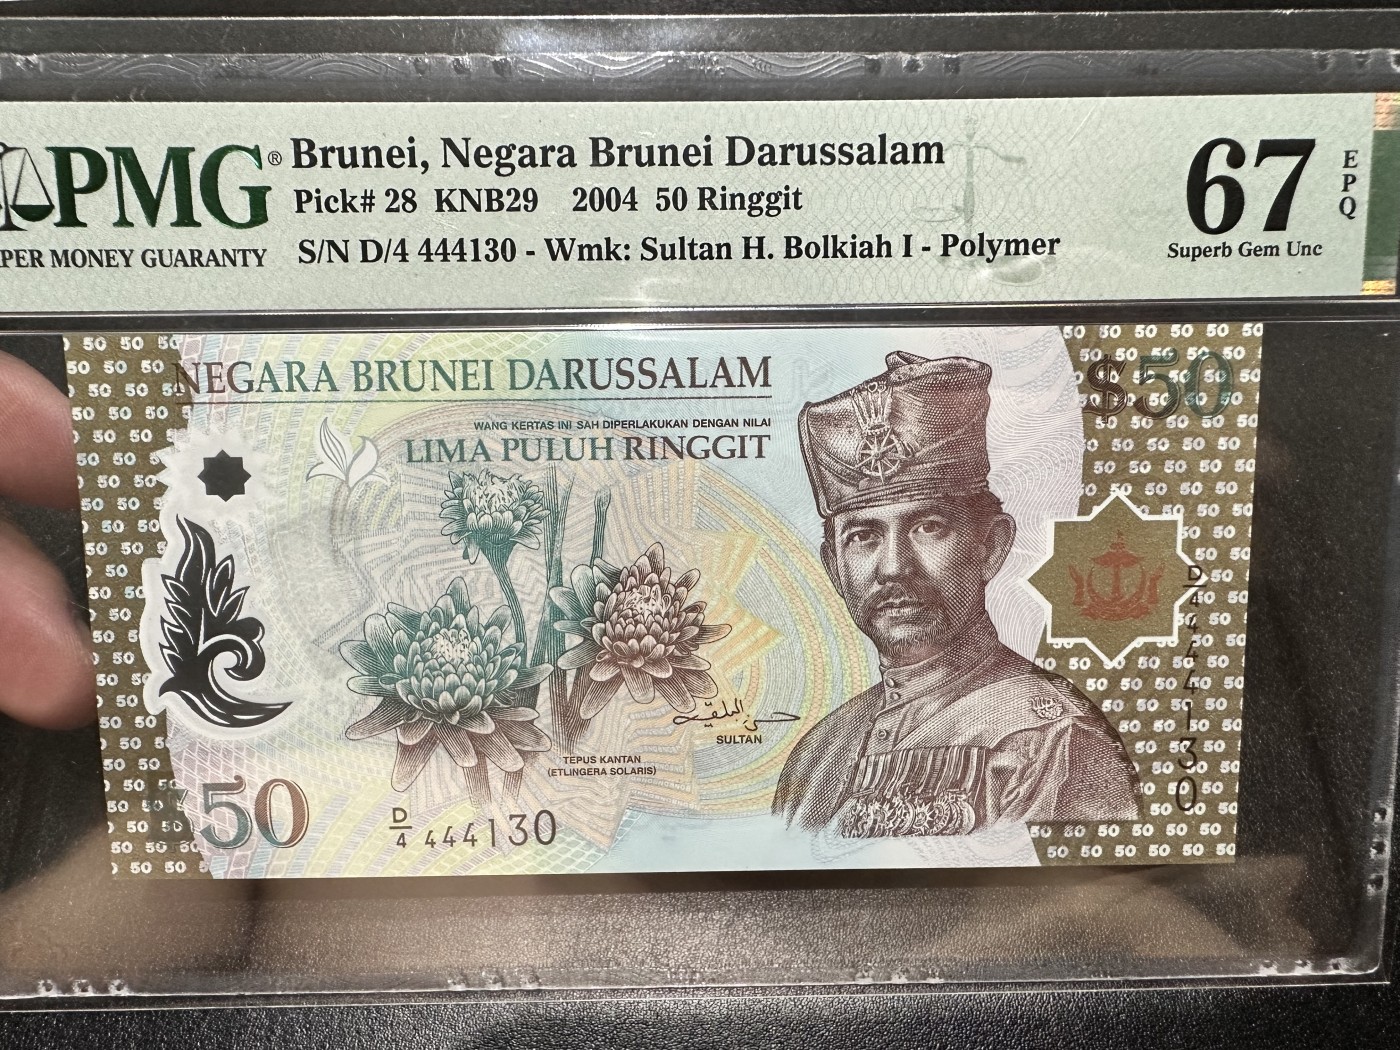 PMG®
PER MONEY GUARANTY
Brunei, Negara Brunei Darussalam
Pick# 28 KNB29 2004 50 Ringgit
S/N D/4 444130 - Wmk: Sultan H. Bolkiah I - Polymer
67
EPQ
Superb Gem Unc
NEGARA BRUNEI DARUSSALAM
$50
WANG KERTAS INI SAH DIPERLAKUKAN DENGAN NILAI
LIMA PULUH RINGGIT
SULTAN
TEPUS KANTAN
(ETLINGERA SOLARIS)
$50
D/4 444130
D/4 444130